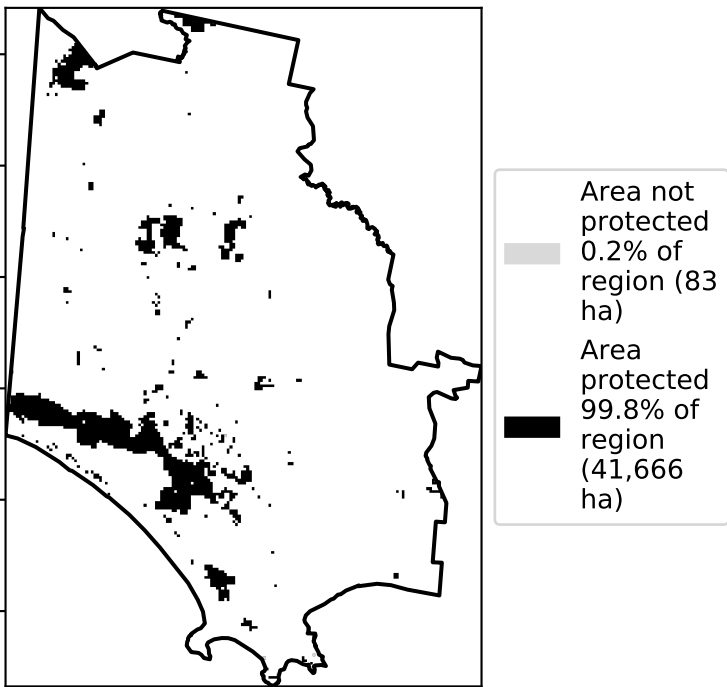 Area not
protected
0.2% of
region (83
ha)
Area
protected
99.8% of
region
(41,666
ha)